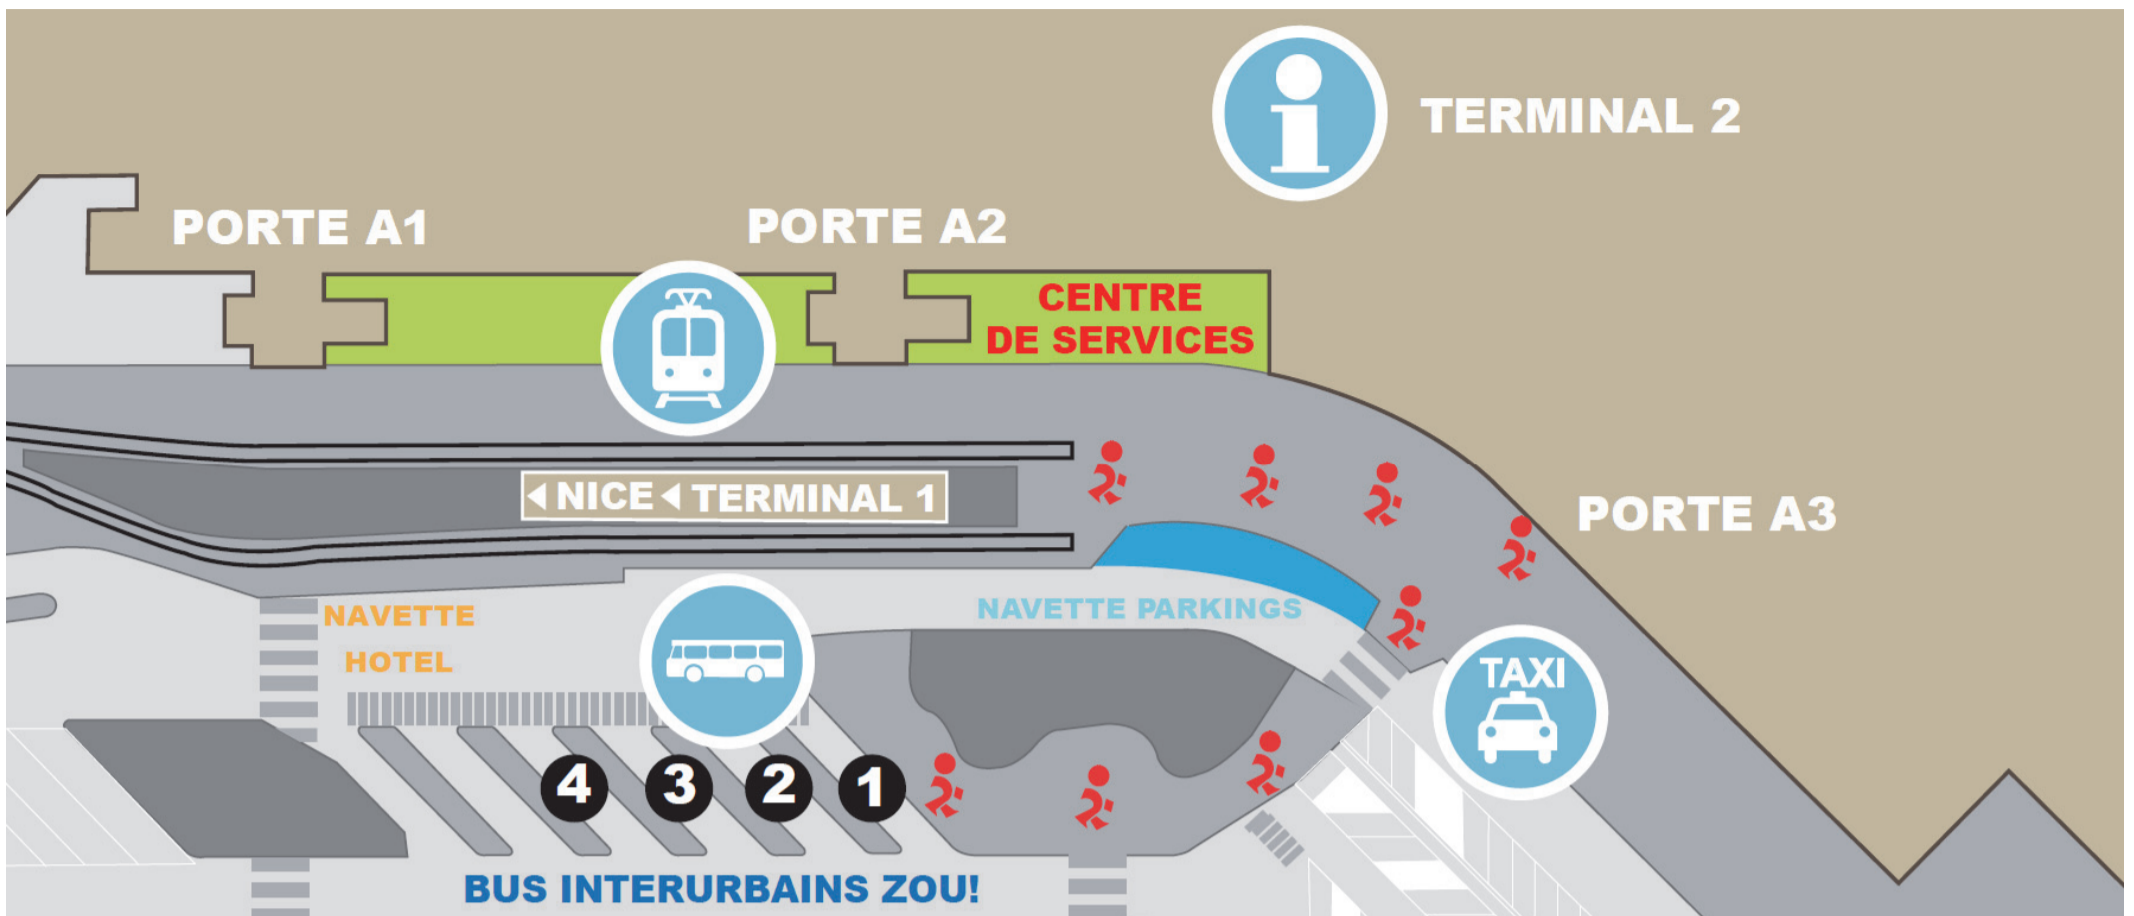 TERMINAL 2
PORTE A1
PORTE A2
CENTRE
DE SERVICES
NICE TERMINAL 1
PORTE A3
NAVETTE
HOTEL
NAVETTE PARKINGS
TAXI
4 3 2 1
BUS INTERURBAINS ZOU!